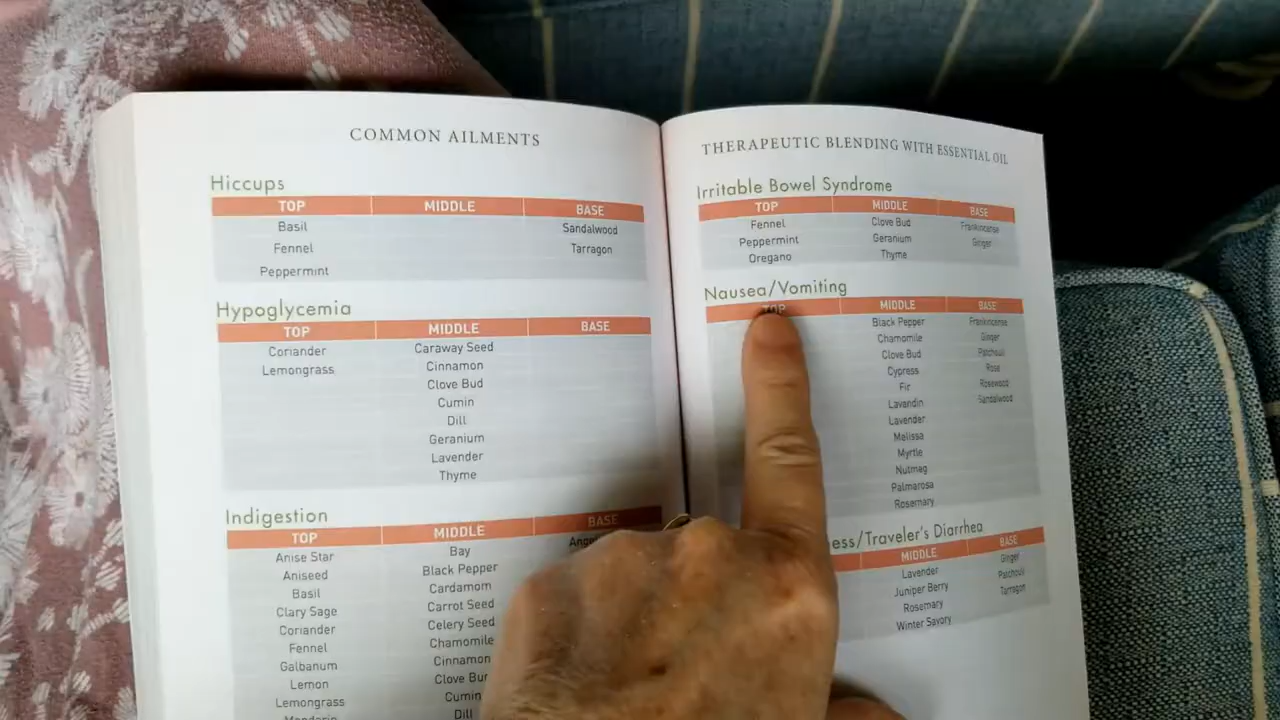 COMMON AILMENTS
Hiccups
TOP MIDDLE BASE
Basil Sandalwood
Fennel Tarragon
Peppermint
Hypoglycemia
TOP MIDDLE BASE
Coriander Caraway Seed
Lemongrass Cinnamon
Clove Bud
Cumin
Dill
Geranium
Lavender
Thyme
Indigestion
TOP MIDDLE BASE
Anise Star Bay
Aniseed Black Pepper
Basil Cardamom
Clary Sage Carrot Seed
Coriander Celery Seed
Fennel Chamomile
Galbanum Cinnamon
Lemon Clove Bud
Lemongrass Cumin
Mandarin Dill
THERAPEUTIC BLENDING WITH ESSENTIAL OIL
Irritable Bowel Syndrome
TOP MIDDLE BASE
Fennel Clove Bud Frankincense
Peppermint Geranium Ginger
Oregano Thyme
Nausea/Vomiting
TOP MIDDLE BASE
Black Pepper Frankincense
Chamomile Ginger
Clove Bud Patchouli
Cypress Rose
Fir Rosewood
Lavandin Sandalwood
Lavender
Melissa
Myrtle
Nutmeg
Palmarosa
Rosemary
ess/Traveler's Diarrhea
MIDDLE BASE
Lavender Ginger
Juniper Berry Patchouli
Rosemary Tarragon
Winter Savory